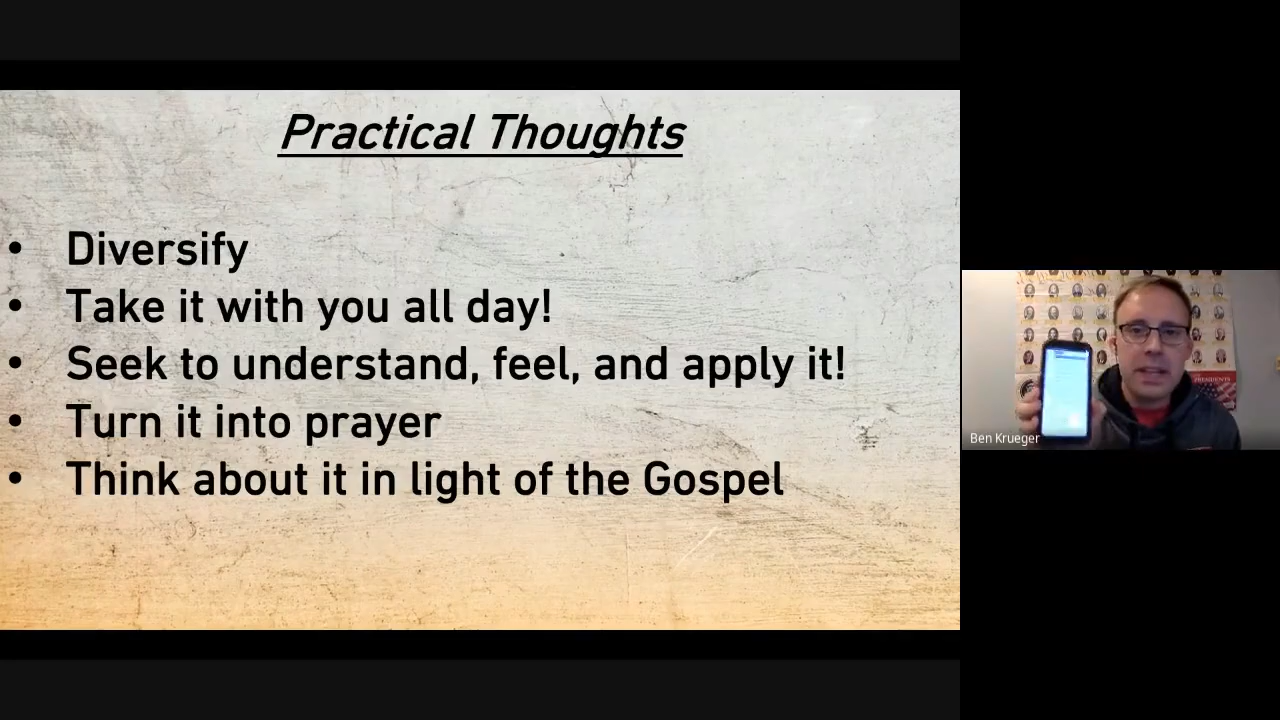 Practical Thoughts
• Diversify
• Take it with you all day!
• Seek to understand, feel, and apply it!
• Turn it into prayer
• Think about it in light of the Gospel
PRESIDENTS
Ben Krueger